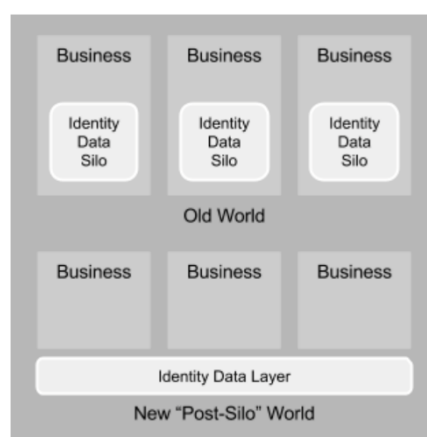 Business Business Business
Identity Identity Identity
Data Data Data
Silo Silo Silo
Old World
Business Business Business
Identity Data Layer
New “Post-Silo” World